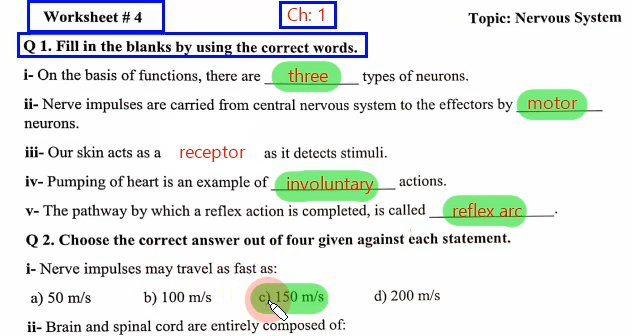 Worksheet # 4 Ch: 1 Topic: Nervous System
Q 1. Fill in the blanks by using the correct words.
i- On the basis of functions, there are three types of neurons.
ii- Nerve impulses are carried from central nervous system to the effectors by motor
neurons.
iii- Our skin acts as a receptor as it detects stimuli.
iv- Pumping of heart is an example of involuntary actions.
v- The pathway by which a reflex action is completed, is called reflex arc.
Q 2. Choose the correct answer out of four given against each statement.
i- Nerve impulses may travel as fast as:
a) 50 m/s b) 100 m/s c) 150 m/s d) 200 m/s
ii- Brain and spinal cord are entirely composed of: